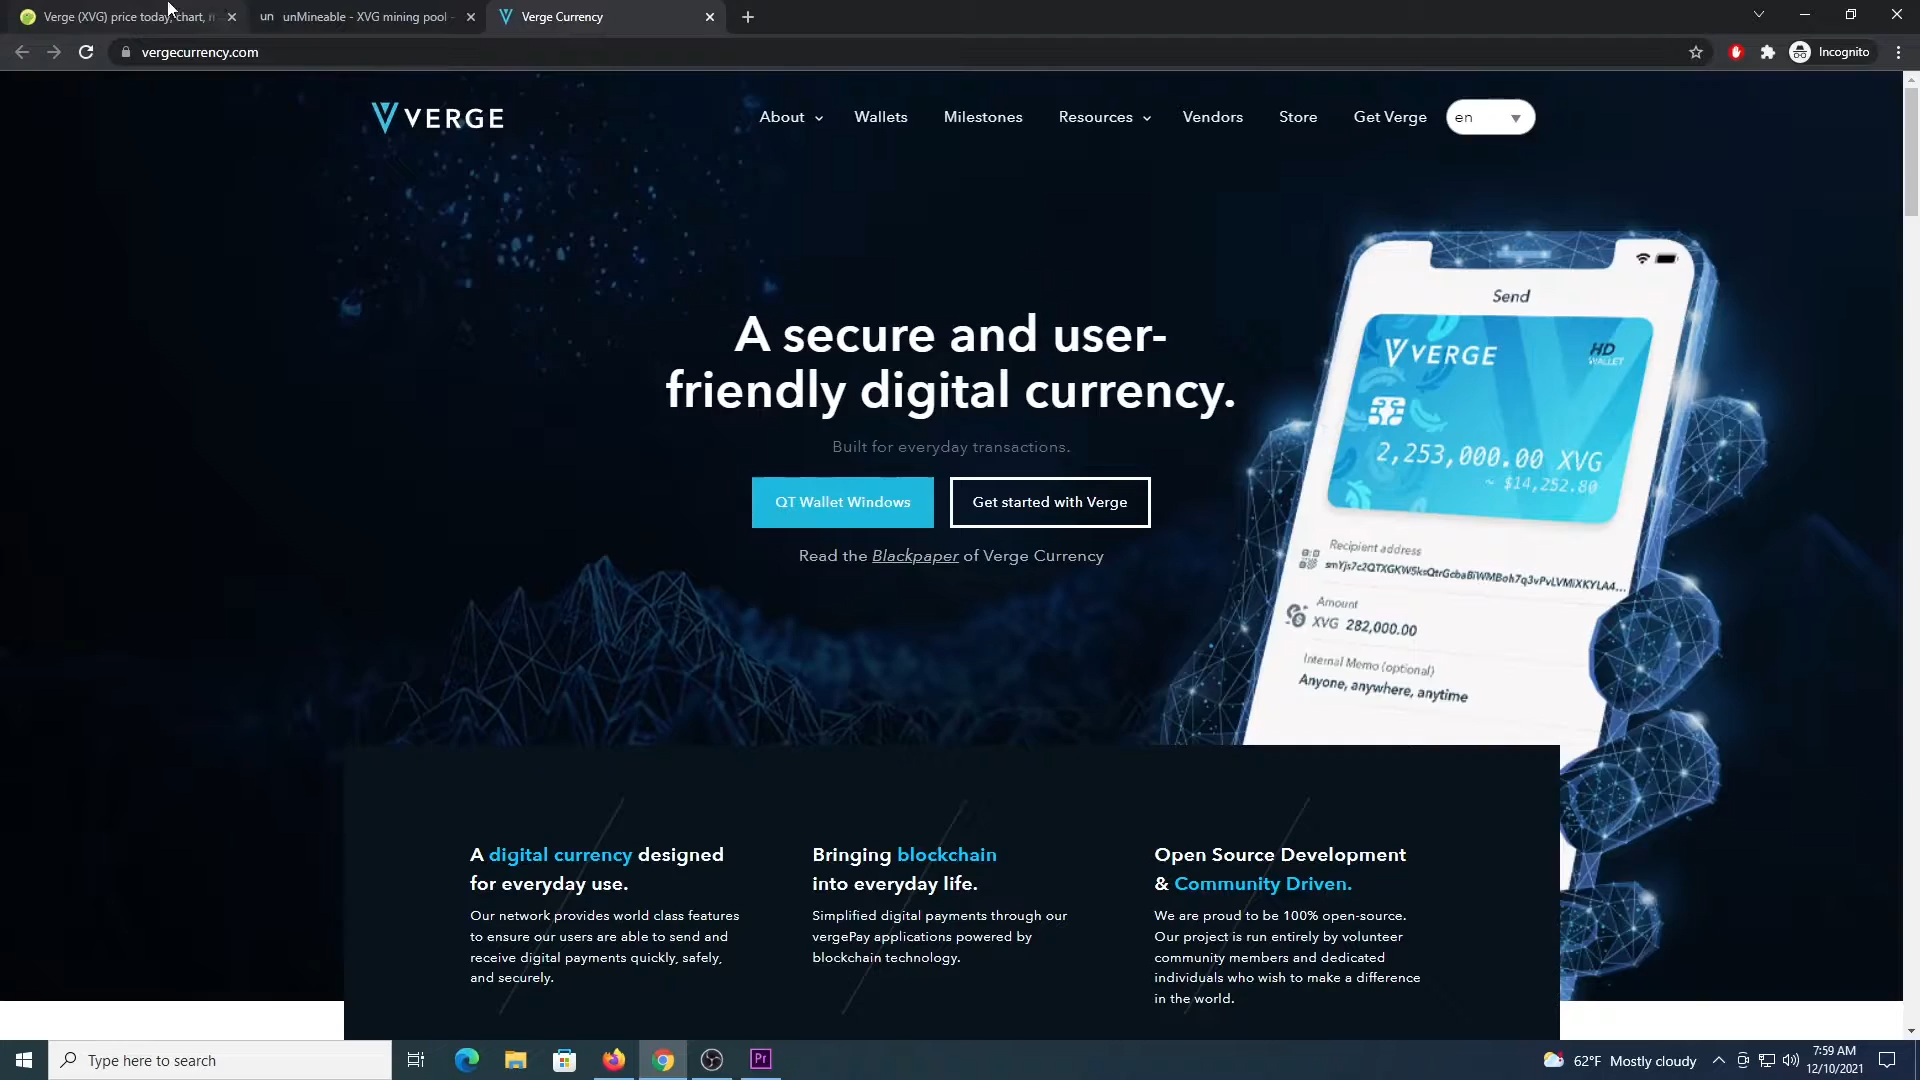 Verge (XVG) price today, chart,
un unMineable - XVG mining pool -
Verge Currency
vergecurrency.com
Incognito
VERGE
About
Wallets
Milestones
Resources
Vendors
Store
Get Verge
en
A secure and user-
friendly digital currency.
Built for everyday transactions.
QT Wallet Windows
Get started with Verge
Read the Blackpaper of Verge Currency
Send
VERGE
HD
WALLET
2,253,000.00 XVG
~ $14,252.80
Recipient address
Amount
XVG 282,000.00
Internal Memo (optional)
Anyone, anywhere, anytime
A digital currency designed
for everyday use.
Our network provides world class features
to ensure our users are able to send and
receive digital payments quickly, safely,
and securely.
Bringing blockchain
into everyday life.
Simplified digital payments through our
vergePay applications powered by
blockchain technology.
Open Source Development
& Community Driven.
We are proud to be 100% open-source.
Our project is run entirely by volunteer
community members and dedicated
individuals who wish to make a difference
in the world.
Type here to search
Pr
62°F Mostly cloudy
7:59 AM
12/10/2021